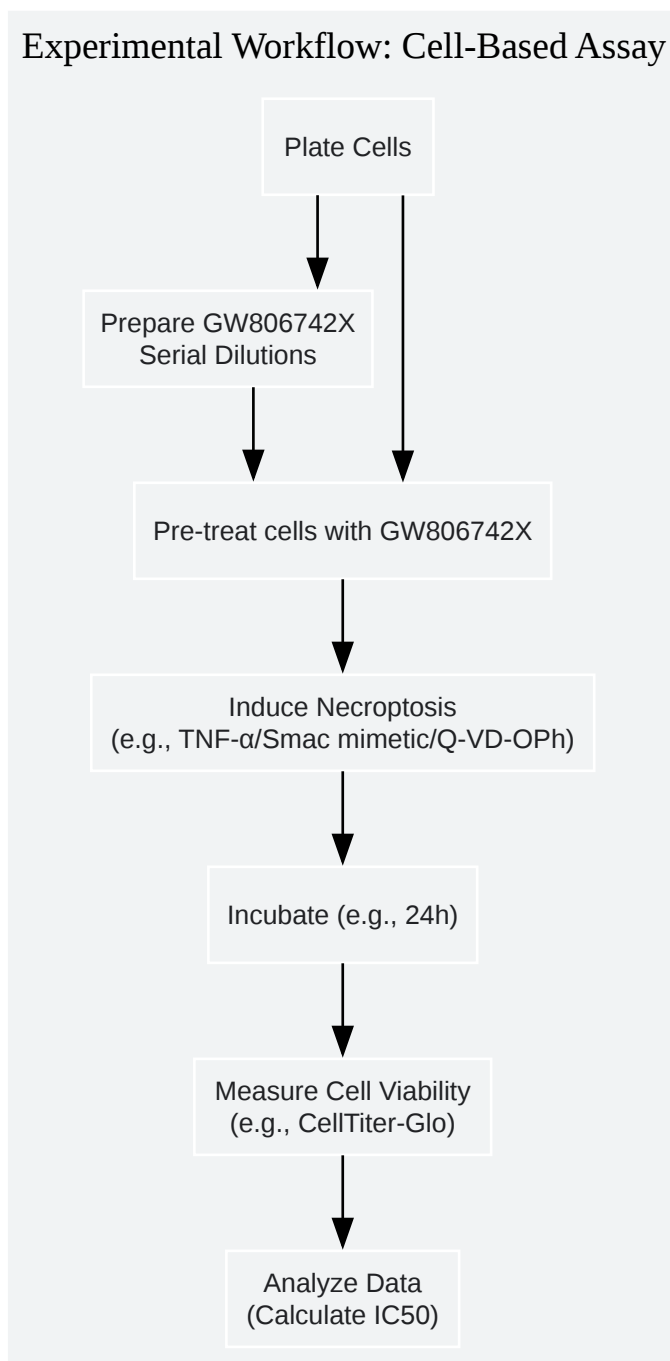 Experimental Workflow: Cell-Based Assay
Plate Cells
Prepare GW806742X
Serial Dilutions
Pre-treat cells with GW806742X
Induce Necroptosis
(e.g., TNF-α/Smac mimetic/Q-VD-OPh)
Incubate (e.g., 24h)
Measure Cell Viability
(e.g., CellTiter-Glo)
Analyze Data
(Calculate IC50)